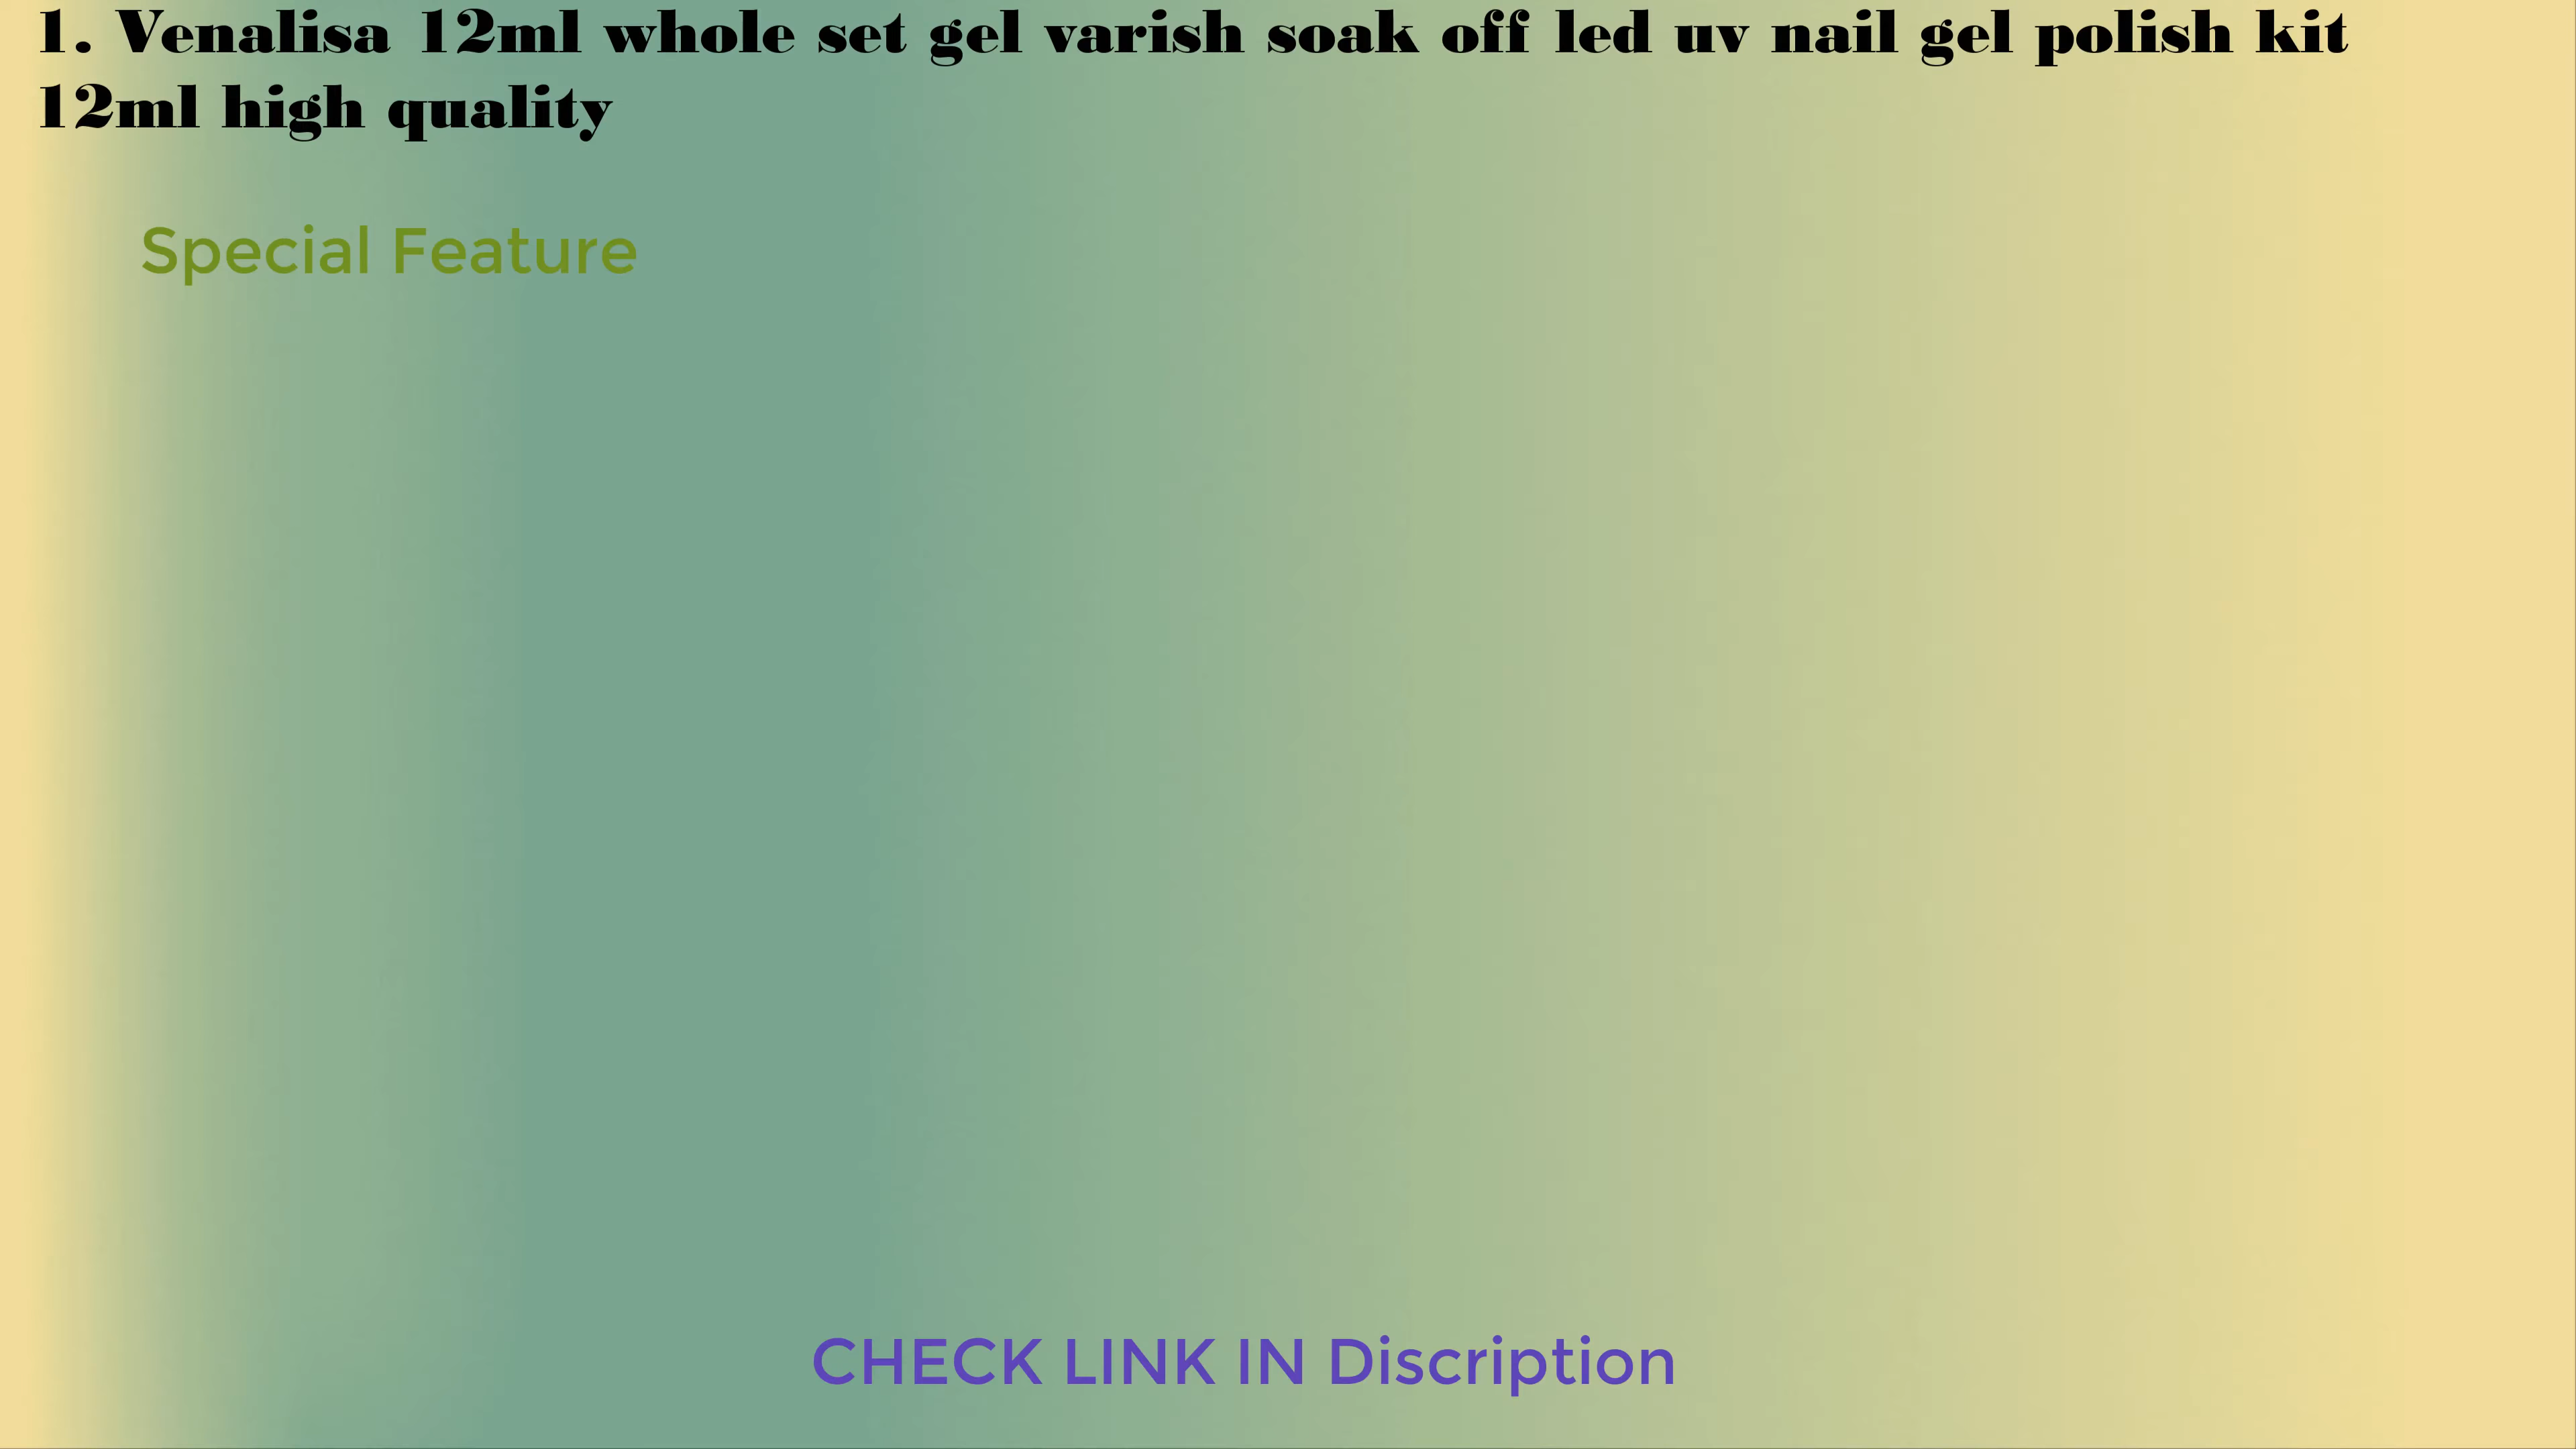 1. Venalisa 12ml whole set gel varish soak off led uv nail gel polish kit
12ml high quality
Special Feature
CHECK LINK IN Discription